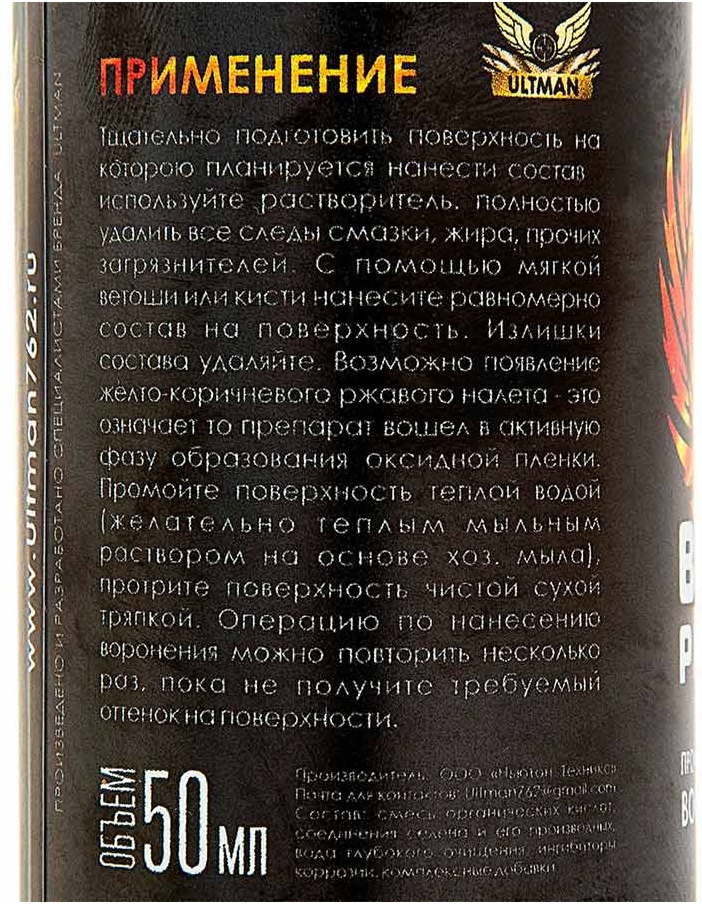 ULTMAN
ПРИМЕНЕНИЕ
Тщательно подготовить поверхность на
которою планируется нанести состав
используйте растворитель. полностью
удалить все следы смазки, жира, прочих
загрязнителей. С помощью мягкой
ветоши или кисти нанесите равномерно
состав на поверхность. Излишки
состава удаляйте. Возможно появление
жёлто-коричневого ржавого налета - это
означает то препарат вошел в активную
фазу образования оксидной пленки.
Промойте поверхность теплой водой
(желательно теплым мыльным
раствором на основе хоз. мыла),
протрите поверхность чистой сухой
тряпкой. Операцию по нанесению
воронения можно повторить несколько
раз, пока не получите требуемый
оттенок на поверхности.
ОБЪЕМ 50 МЛ
Производитель: ООО «Ньютон Техникс»
Почта для контактов: Ultman762@gmail.com
Состав: смесь органических кислот,
соединения селена и его производных,
вода глубокого очищения, ингибиторы
коррозии, комплексные добавки
www.Ultman762.ru
ПРОИЗВЕДЕНО И РАЗРАБОТАНО СПЕЦИАЛИСТАМИ БРЕНДА ULTMAN